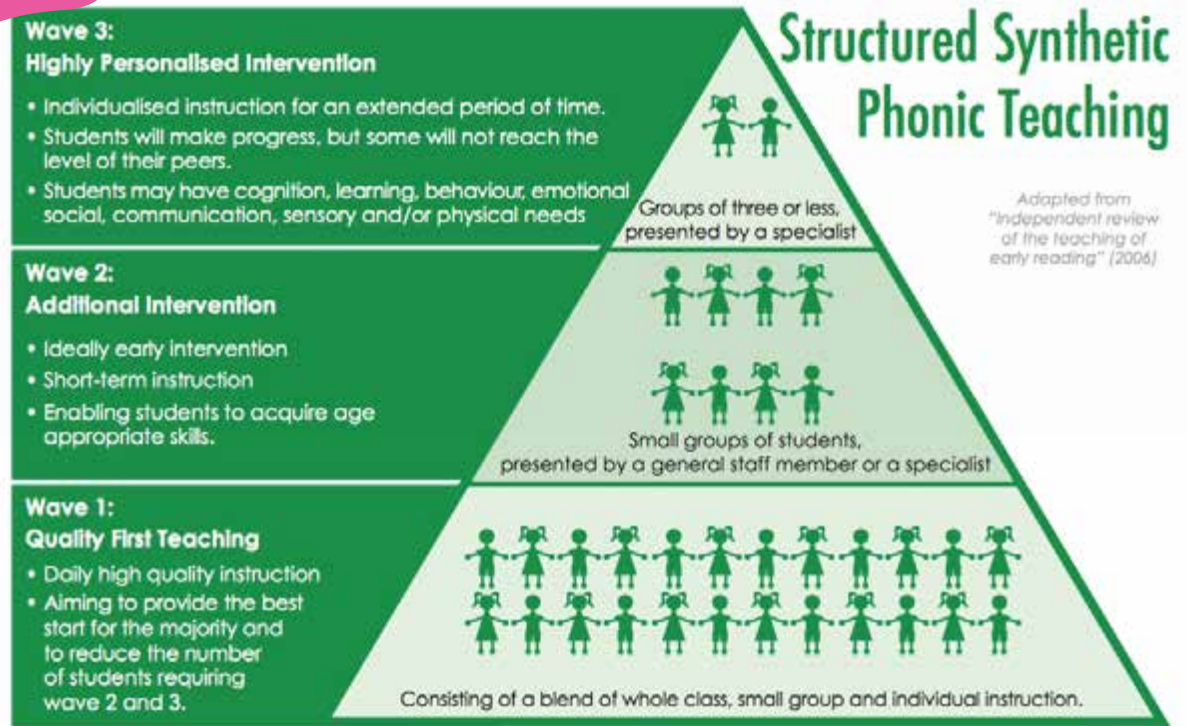 Structured Synthetic
Phonic Teaching
Adapted from
"Independent review
of the teaching of
early reading" (2006)
Wave 3:
Highly Personalised Intervention
• Individualised instruction for an extended period of time.
• Students will make progress, but some will not reach the
level of their peers.
• Students may have cognition, learning, behaviour, emotional
social, communication, sensory and/or physical needs
Groups of three or less,
presented by a specialist
Wave 2:
Additional Intervention
• Ideally early intervention
• Short-term instruction
• Enabling students to acquire age
appropriate skills.
Small groups of students,
presented by a general staff member or a specialist
Wave 1:
Quality First Teaching
• Daily high quality instruction
• Aiming to provide the best
start for the majority and
to reduce the number
of students requiring
wave 2 and 3.
Consisting of a blend of whole class, small group and individual instruction.